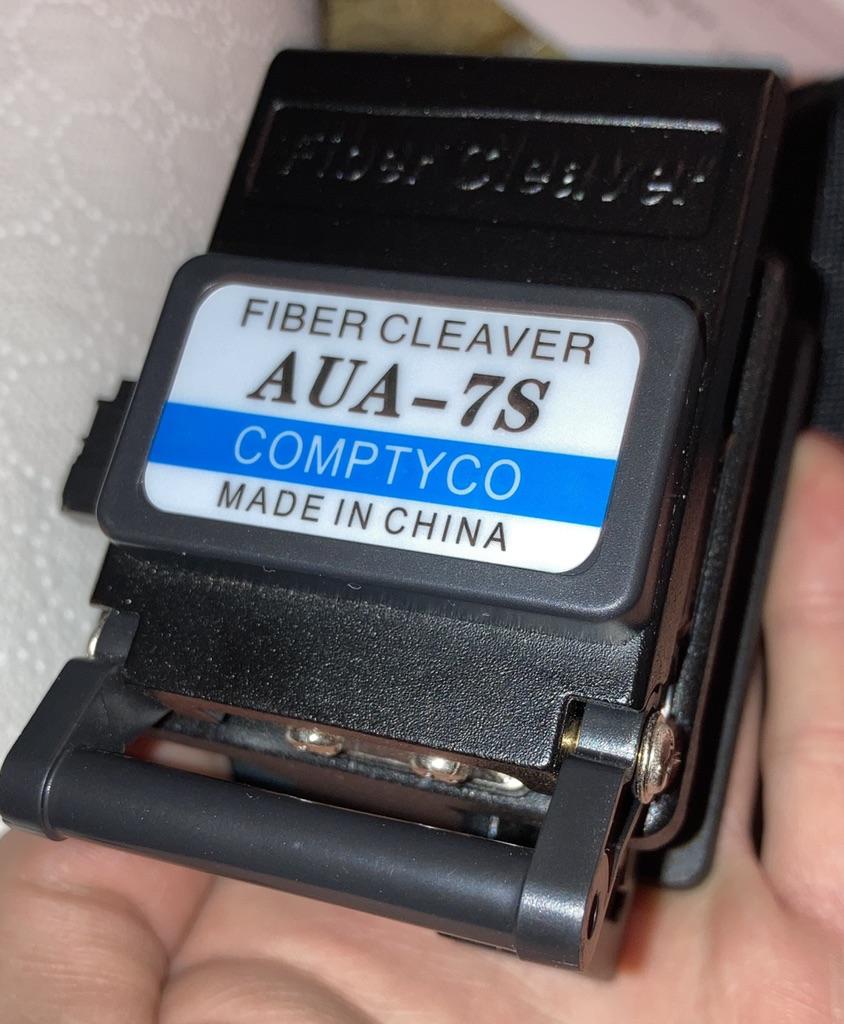 Fiber Cleaver
FIBER CLEAVER
AUA-7S
COMPTYCO
MADE IN CHINA